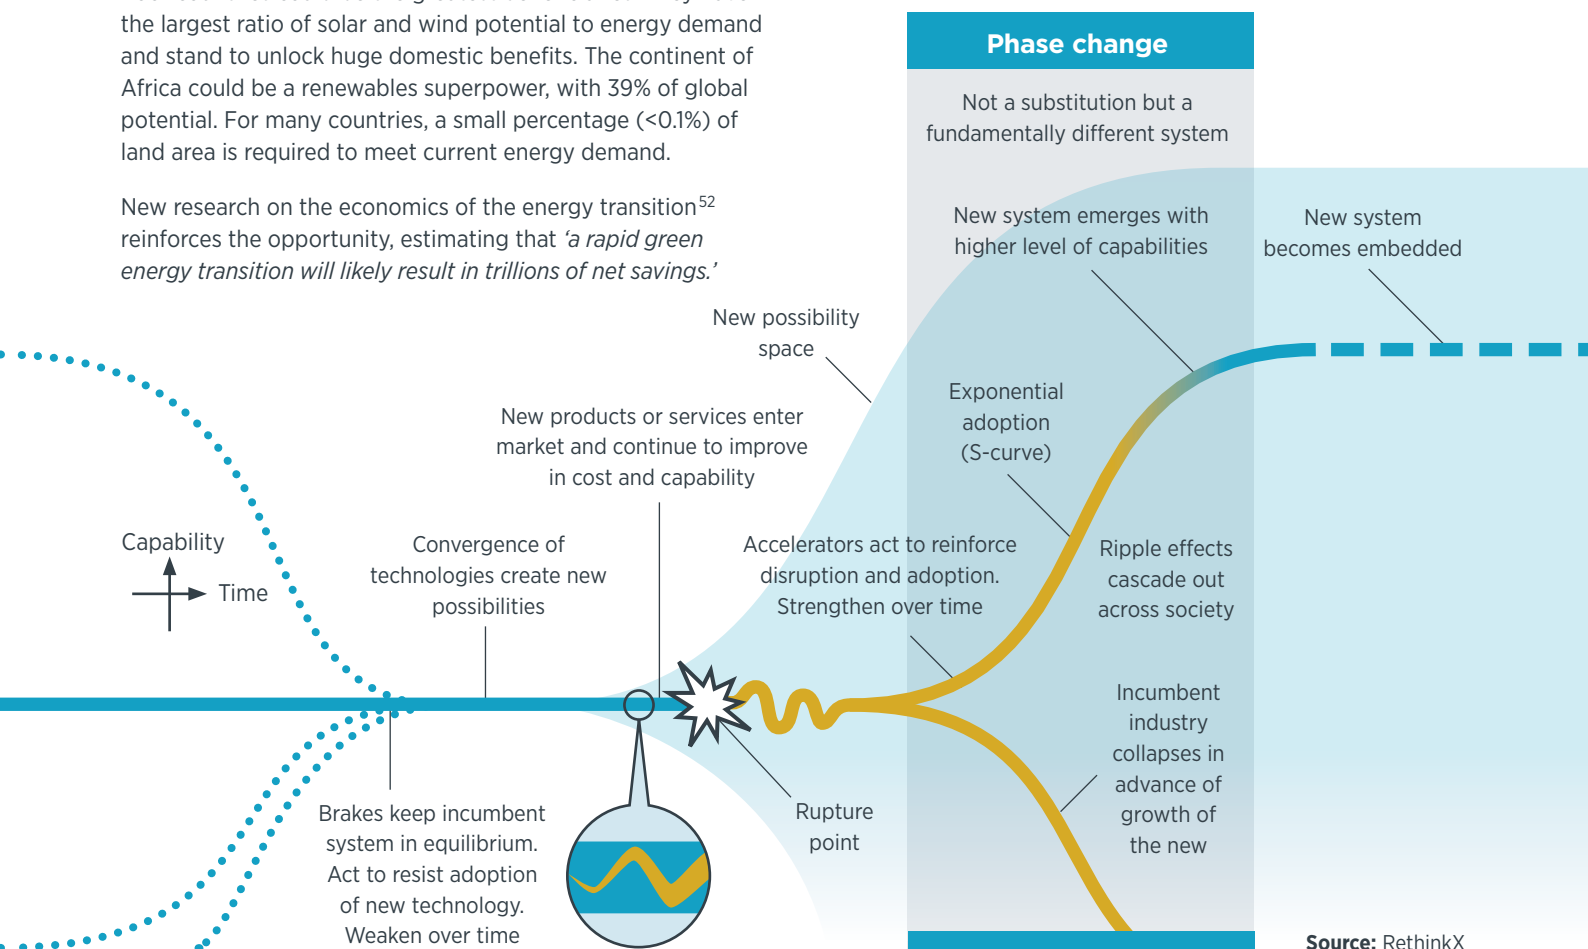 the largest ratio of solar and wind potential to energy demand
and stand to unlock huge domestic benefits. The continent of
Africa could be a renewables superpower, with 39% of global
potential. For many countries, a small percentage (<0.1%) of
land area is required to meet current energy demand.
New research on the economics of the energy transition52
reinforces the opportunity, estimating that ‘a rapid green
energy transition will likely result in trillions of net savings.’
Phase change
Not a substitution but a
fundamentally different system
New system emerges with
higher level of capabilities
New system
becomes embedded
New possibility
space
Exponential
adoption
(S-curve)
New products or services enter
market and continue to improve
in cost and capability
Capability
Time
Convergence of
technologies create new
possibilities
Accelerators act to reinforce
disruption and adoption.
Strengthen over time
Ripple effects
cascade out
across society
Incumbent
industry
collapses in
advance of
growth of
the new
Rupture
point
Brakes keep incumbent
system in equilibrium.
Act to resist adoption
of new technology.
Weaken over time
Source: RethinkX